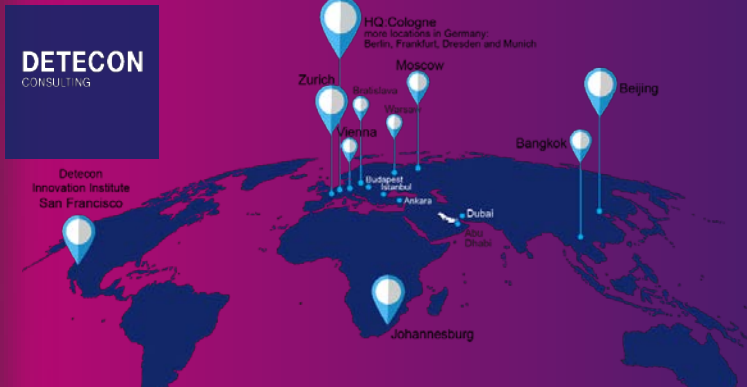 DETECON
CONSULTING
HQ:Cologne
more locations in Germany:
Berlin, Frankfurt, Dresden and Munich
Moscow
Zurich
Bratislava
Warsaw
Vienna
Beijing
Bangkok
Detecon
Innovation Institute
San Francisco
Budapest
Istanbul
Ankara
Dubai
Abu
Dhabi
Johannesburg